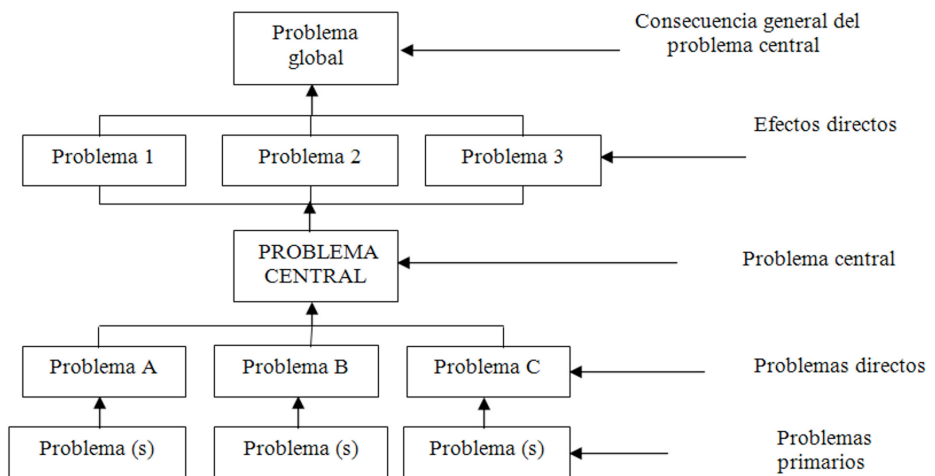 Problema
global
Consecuencia general del
problema central
Efectos directos
Problema 1
Problema 2
Problema 3
PROBLEMA
CENTRAL
Problema central
Problema A
Problema B
Problema C
Problemas directos
Problema (s)
Problema (s)
Problema (s)
Problemas
primarios